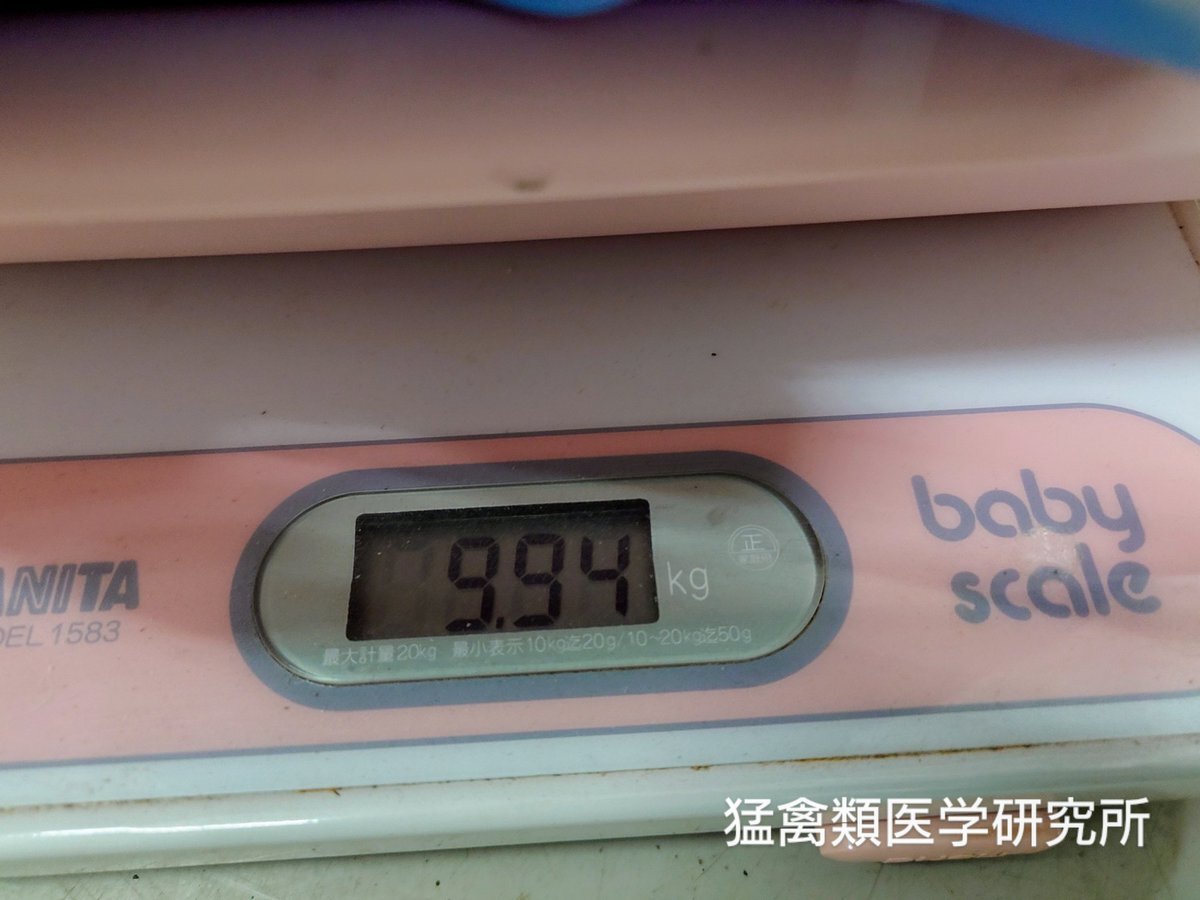 baby
scale
ANITA
DEL 1583
9.94 kg
正
最大計量20kg 最小表示10kg迄20g/10~20kg迄50g
猛禽類医学研究所